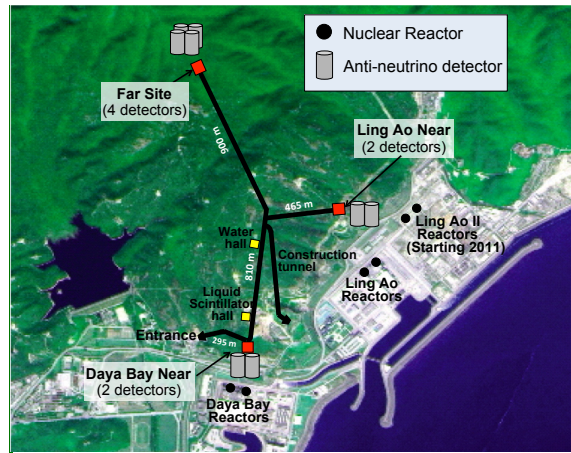 Nuclear Reactor
Anti-neutrino detector
Far Site
(4 detectors)
900 m
Ling Ao Near
(2 detectors)
465 m
Ling Ao II
Reactors
(Starting 2011)
Water
hall
Construction
tunnel
810 m
Ling Ao
Reactors
Liquid
Scintillator
hall
Entrance
295 m
Daya Bay Near
(2 detectors)
Daya Bay
Reactors